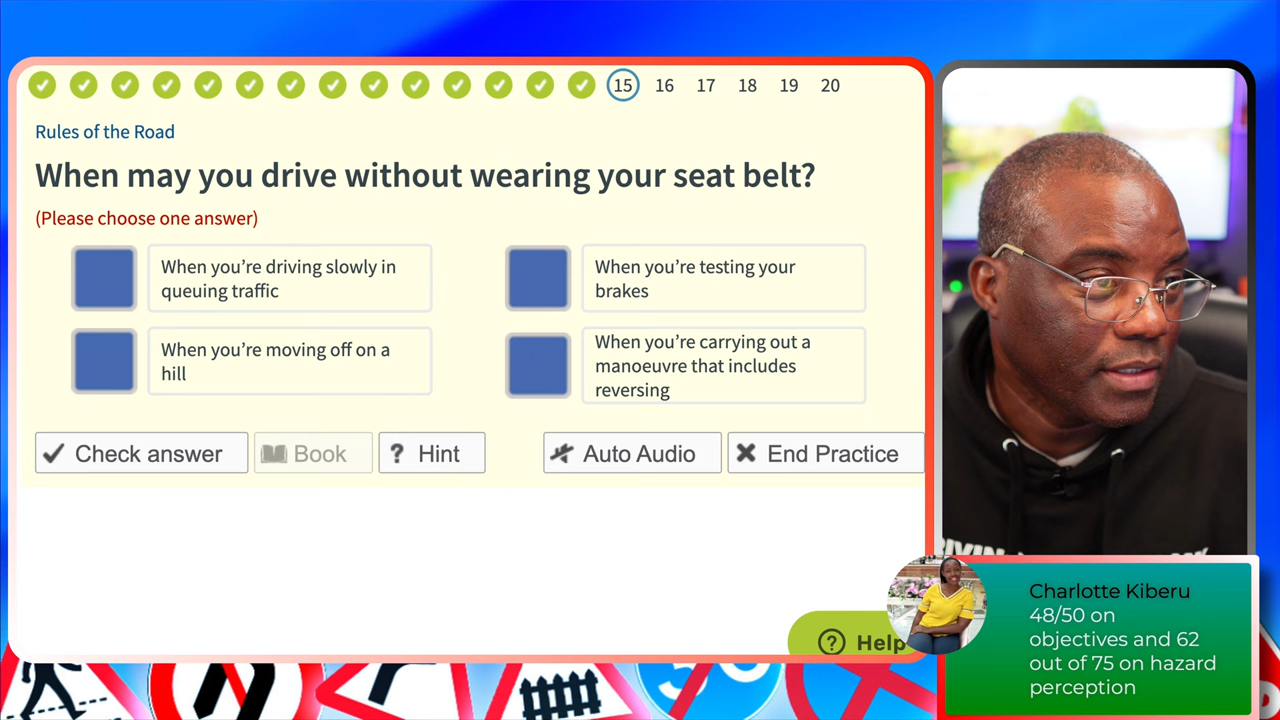 15 16 17 18 19 20
Rules of the Road
When may you drive without wearing your seat belt?
(Please choose one answer)
When you're driving slowly in
queuing traffic
When you're testing your
brakes
When you're moving off on a
hill
When you're carrying out a
manoeuvre that includes
reversing
Check answer
Book
? Hint
Auto Audio
End Practice
? Help
Charlotte Kiberu
48/50 on
objectives and 62
out of 75 on hazard
perception